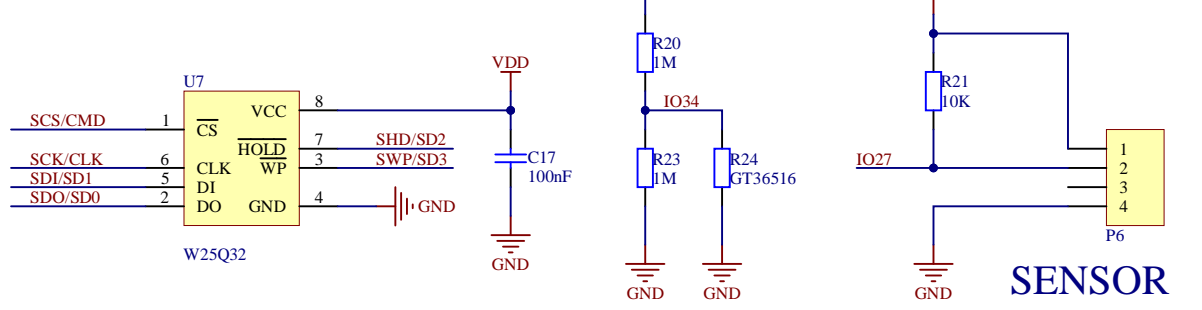 U7
SCS/CMD
SCK/CLK
SDI/SD1
SDO/SD0
1
6
5
2
CS
CLK
DI
DO
VCC
HOLD
WP
GND
8
7
3
4
SHD/SD2
SWP/SD3
GND
W25Q32
VDD
C17
100nF
GND
R20
1M
IO34
R23
1M
R24
GT36516
GND
GND
R21
10K
IO27
1
2
3
4
P6
GND
SENSOR